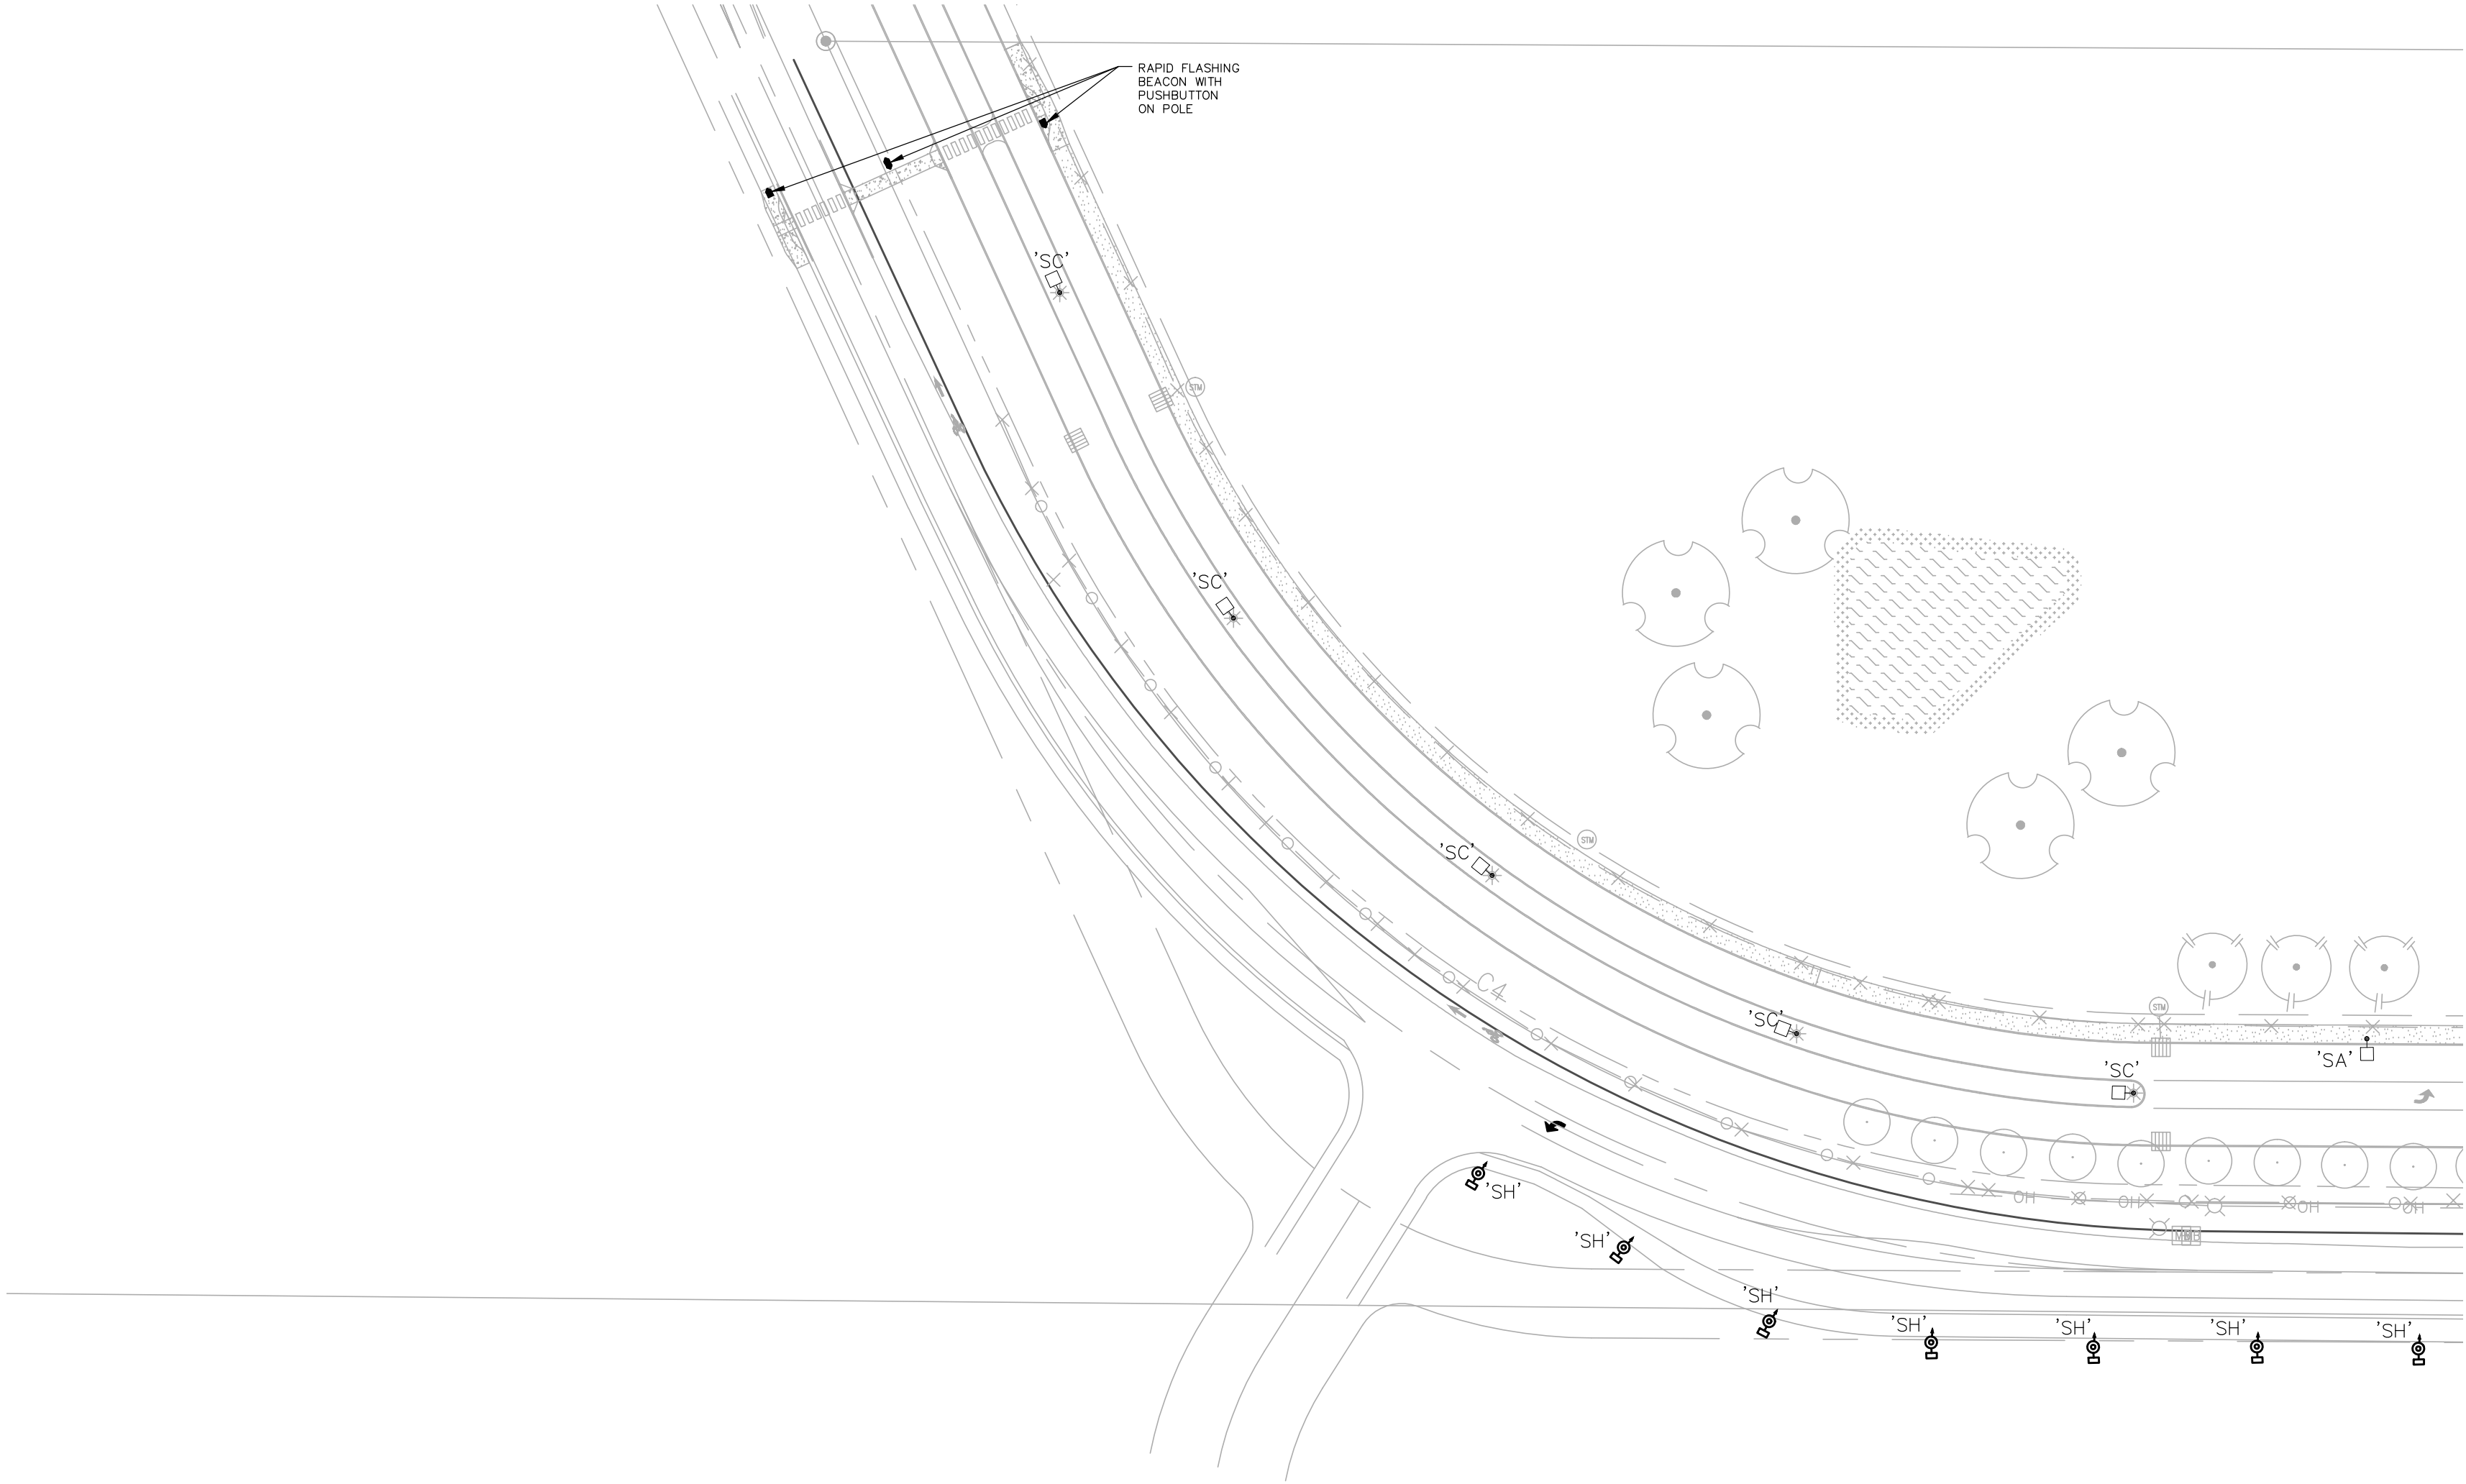 RAPID FLASHING
BEACON WITH
PUSHBUTTON
ON POLE
'SC'
STM
'SC'
STM
'SC'
C4
STM
'SC'
'SA'
'SC'
'SH'
OH
OH
OH
OH
'SH'
'SH'
'SH'
'SH'
'SH'
'SH'